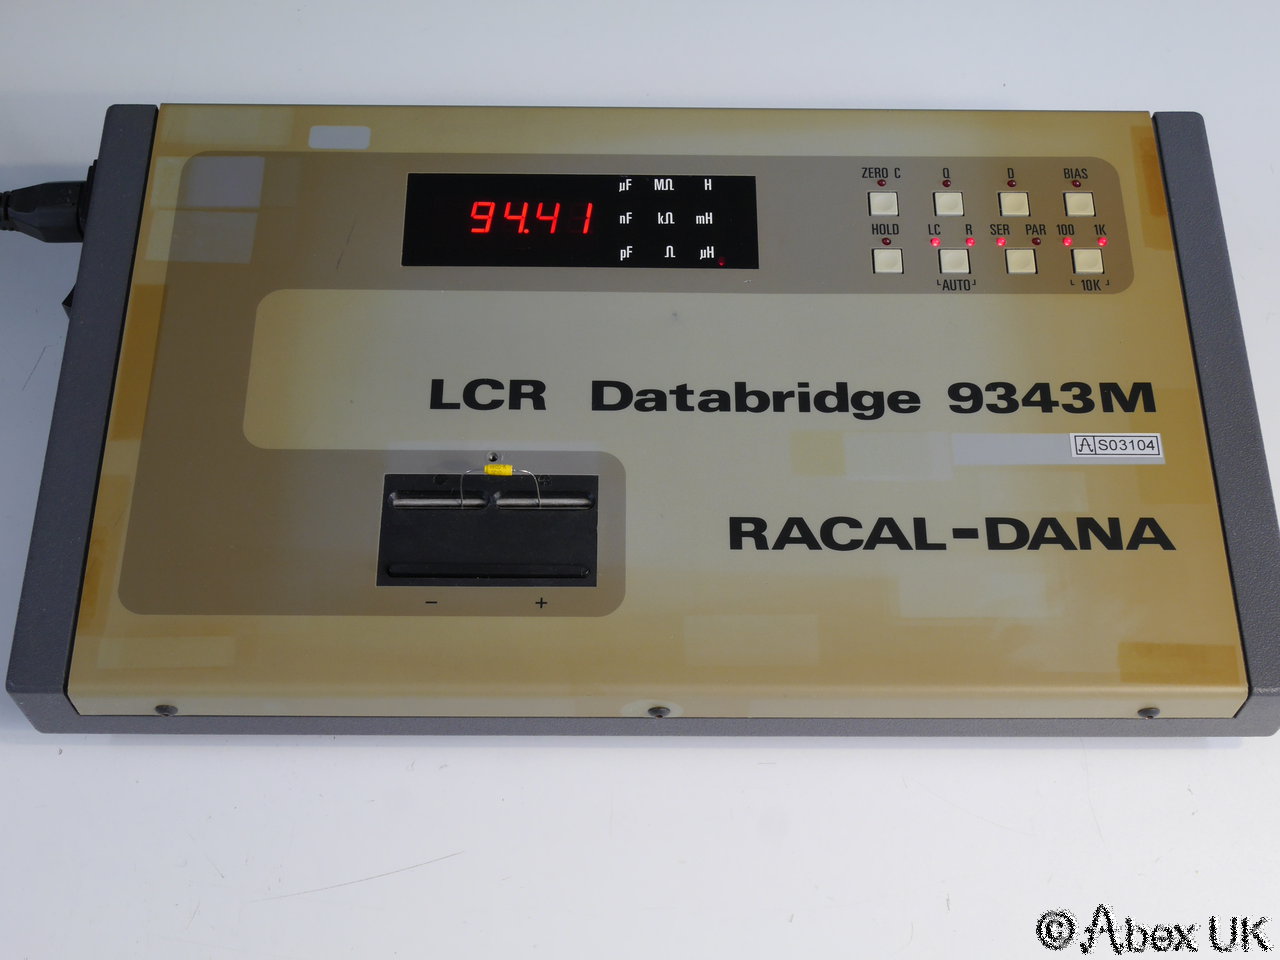 94.41
µF MΩ H
nF kΩ mH
pF Ω µH
ZERO C Q D BIAS
HOLD LC R SER PAR 100 1K
AUTO 10K
LCR Databridge 9343M
S03104
RACAL-DANA
− +
© Abex UK